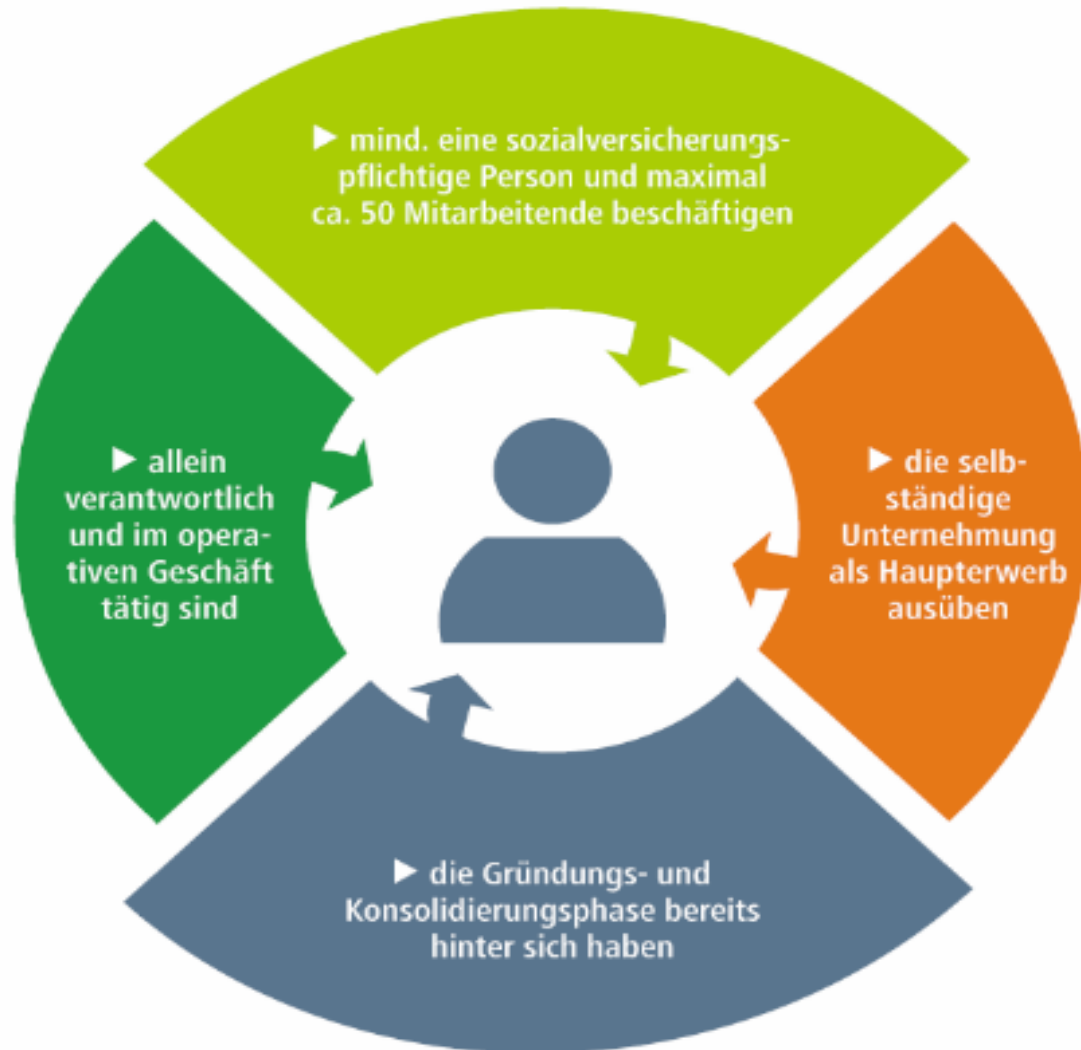 ▶ mind. eine sozialversicherungs-
pflichtige Person und maximal
ca. 50 Mitarbeitende beschäftigen
▶ die selb-
ständige
Unternehmung
als Haupterwerb
ausüben
▶ die Gründungs- und
Konsolidierungsphase bereits
hinter sich haben
▶ allein
verantwortlich
und im opera-
tiven Geschäft
tätig sind